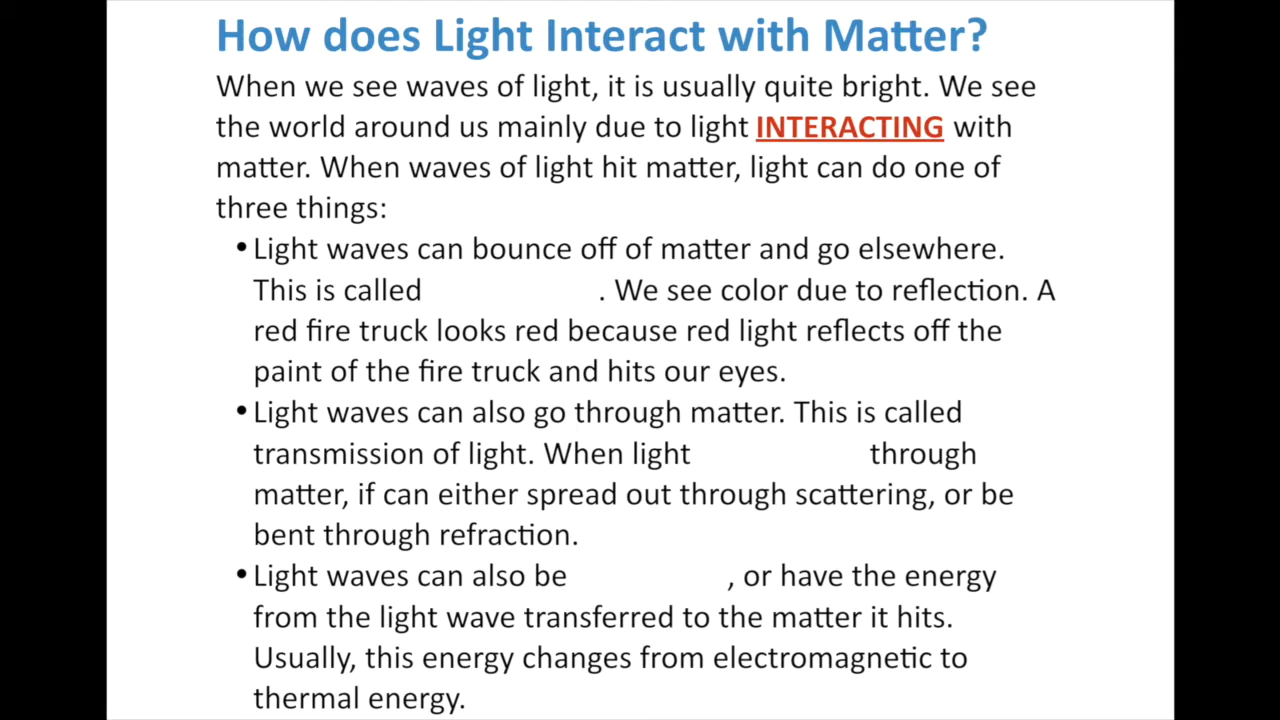 How does Light Interact with Matter?
When we see waves of light, it is usually quite bright. We see
the world around us mainly due to light INTERACTING with
matter. When waves of light hit matter, light can do one of
three things:
•Light waves can bounce off of matter and go elsewhere.
This is called . We see color due to reflection. A
red fire truck looks red because red light reflects off the
paint of the fire truck and hits our eyes.
•Light waves can also go through matter. This is called
transmission of light. When light through
matter, if can either spread out through scattering, or be
bent through refraction.
•Light waves can also be , or have the energy
from the light wave transferred to the matter it hits.
Usually, this energy changes from electromagnetic to
thermal energy.